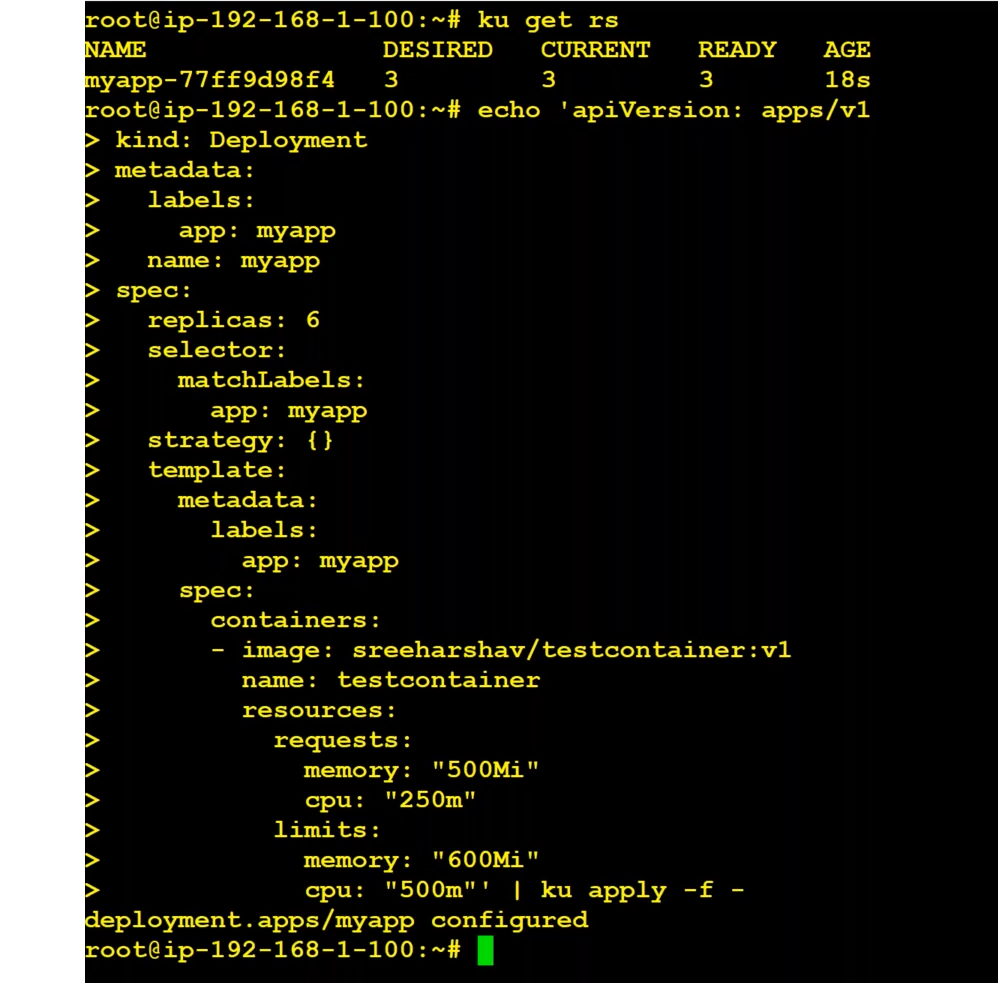 root@ip-192-168-1-100:~# ku get rs
NAME               DESIRED   CURRENT   READY   AGE
myapp-77ff9d98f4   3         3         3       18s
root@ip-192-168-1-100:~# echo 'apiVersion: apps/v1
> kind: Deployment
> metadata:
>   labels:
>     app: myapp
>   name: myapp
> spec:
>   replicas: 6
>   selector:
>     matchLabels:
>       app: myapp
>   strategy: {}
>   template:
>     metadata:
>       labels:
>         app: myapp
>     spec:
>       containers:
>       - image: sreeharshav/testcontainer:v1
>         name: testcontainer
>         resources:
>           requests:
>             memory: "500Mi"
>             cpu: "250m"
>           limits:
>             memory: "600Mi"
>             cpu: "500m"' | ku apply -f -
deployment.apps/myapp configured
root@ip-192-168-1-100:~#